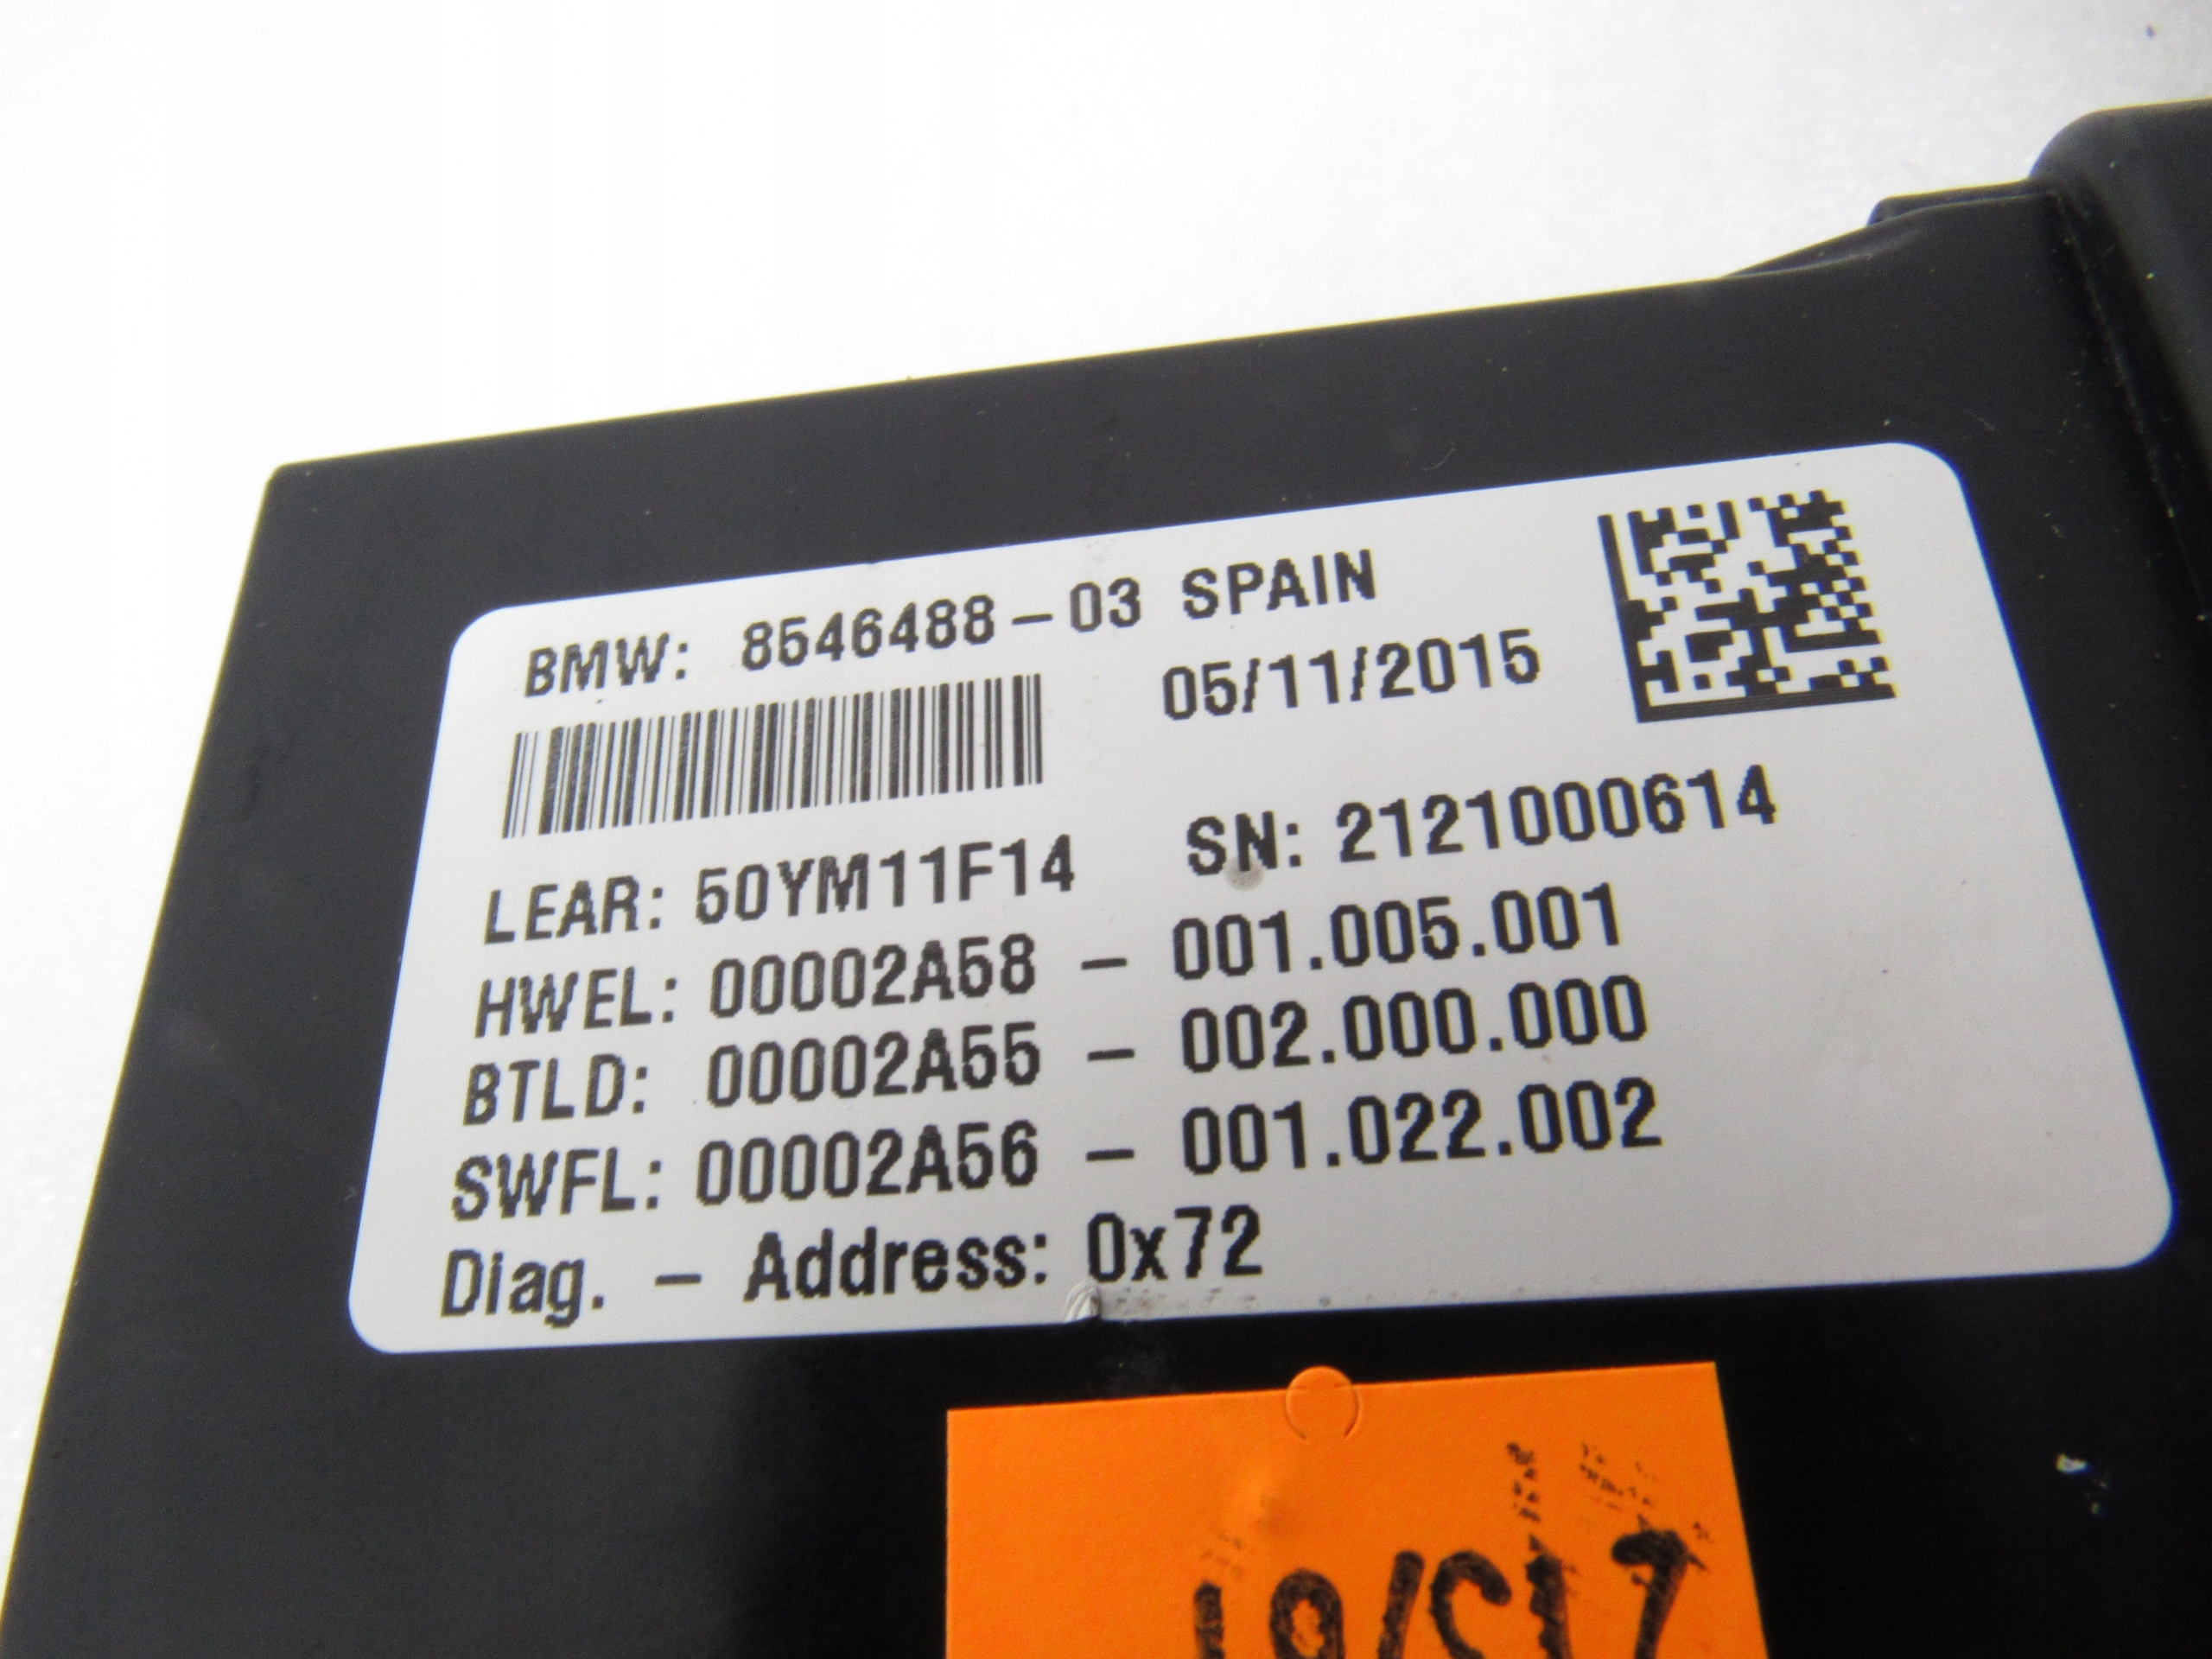 BMW: 8546488-03 SPAIN
05/11/2015
LEAR: 50YM11F14 SN: 2121000614
HWEL: 00002A58 - 001.005.001
BTLD: 00002A55 - 002.000.000
SWFL: 00002A56 - 001.022.002
Diag. - Address: 0x72